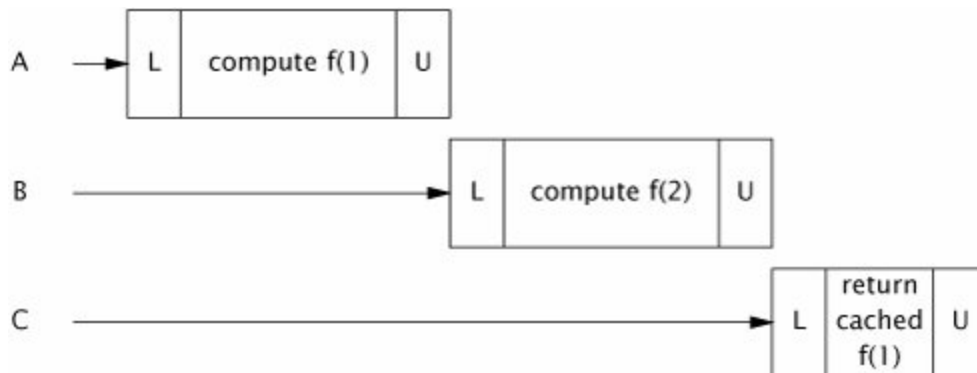 A L compute f(1) U
B L compute f(2) U
C L return cached f(1) U